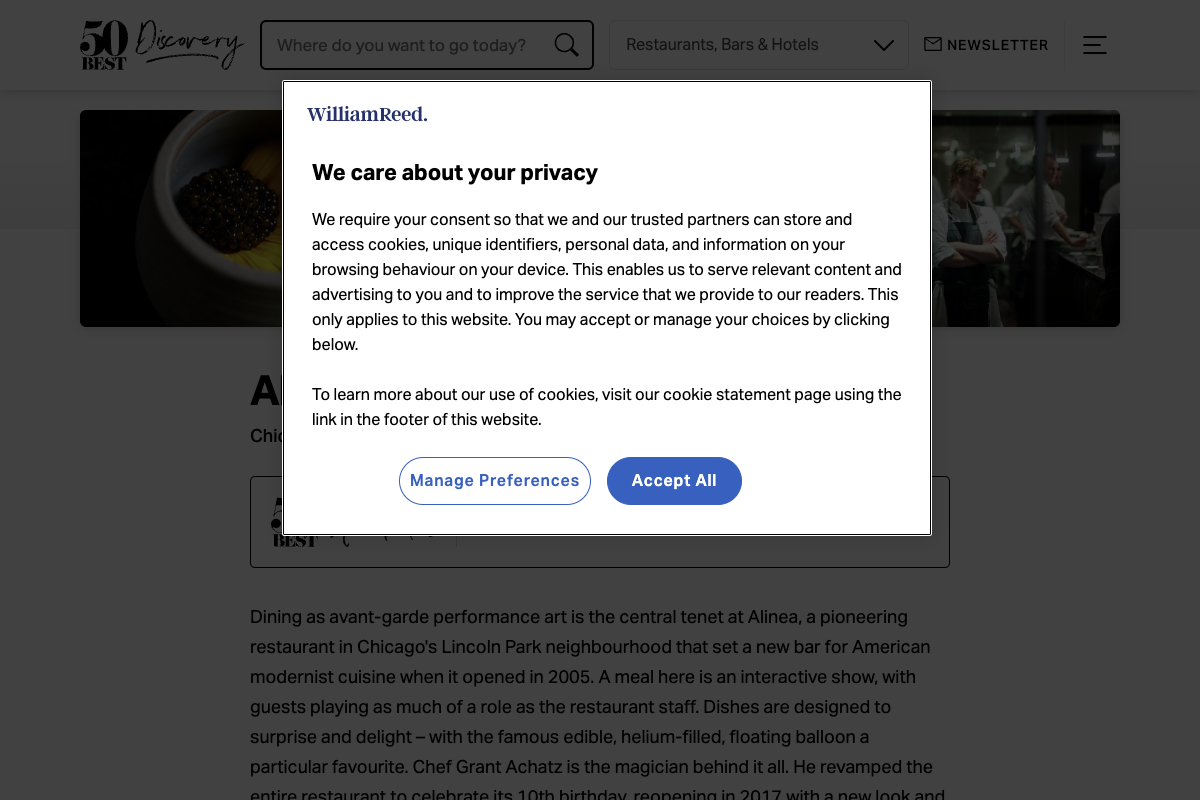 50
BEST
Discovery
Where do you want to go today?
Restaurants, Bars & Hotels
NEWSLETTER
WilliamReed.
We care about your privacy
We require your consent so that we and our trusted partners can store and
access cookies, unique identifiers, personal data, and information on your
browsing behaviour on your device. This enables us to serve relevant content and
advertising to you and to improve the service that we provide to our readers. This
only applies to this website. You may accept or manage your choices by clicking
below.
To learn more about our use of cookies, visit our cookie statement page using the
link in the footer of this website.
Manage Preferences
Accept All
BEST
Dining as avant-garde performance art is the central tenet at Alinea, a pioneering
restaurant in Chicago's Lincoln Park neighbourhood that set a new bar for American
modernist cuisine when it opened in 2005. A meal here is an interactive show, with
guests playing as much of a role as the restaurant staff. Dishes are designed to
surprise and delight – with the famous edible, helium-filled, floating balloon a
particular favourite. Chef Grant Achatz is the magician behind it all. He revamped the
entire restaurant to celebrate its 10th birthday, reopening in 2017 with a new look and